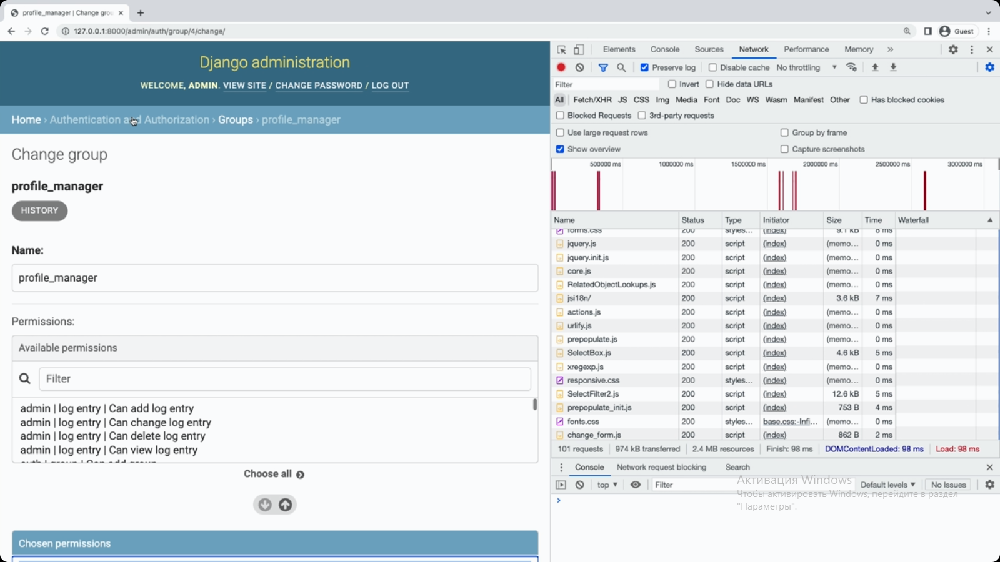 profile_manager | Change grou
127.0.0.1:8000/admin/auth/group/4/change/
Guest
Django administration
WELCOME, ADMIN. VIEW SITE / CHANGE PASSWORD / LOG OUT
Home › Authentication and Authorization › Groups › profile_manager
Change group
profile_manager
HISTORY
Name:
profile_manager
Permissions:
Available permissions
Filter
admin | log entry | Can add log entry
admin | log entry | Can change log entry
admin | log entry | Can delete log entry
admin | log entry | Can view log entry
auth | group | Can add group
Choose all
Chosen permissions
Elements Console Sources Network Performance Memory »
Preserve log Disable cache No throttling
Filter Invert Hide data URLs
All Fetch/XHR JS CSS Img Media Font Doc WS Wasm Manifest Other Has blocked cookies
Blocked Requests 3rd-party requests
Use large request rows Group by frame
Show overview Capture screenshots
500000 ms 1000000 ms 1500000 ms 2000000 ms 2500000 ms 3000000 ms
Name Status Type Initiator Size Time Waterfall
forms.css 200 styles... (index) 9.1 kB 8 ms
jquery.js 200 script (index) (memo... 0 ms
jquery.init.js 200 script (index) (memo... 0 ms
core.js 200 script (index) (memo... 0 ms
RelatedObjectLookups.js 200 script (index) (memo... 0 ms
jsi18n/ 200 script (index) 3.6 kB 7 ms
actions.js 200 script (index) (memo... 0 ms
urlify.js 200 script (index) (memo... 0 ms
prepopulate.js 200 script (index) (memo... 0 ms
SelectBox.js 200 script (index) 4.6 kB 5 ms
xregexp.js 200 script (index) (memo... 0 ms
responsive.css 200 styles... (index) (memo... 0 ms
SelectFilter2.js 200 script (index) 12.6 kB 5 ms
prepopulate_init.js 200 script (index) 753 B 4 ms
fonts.css 200 styles... base.css:-Infi... (memo... 0 ms
change_form.js 200 script (index) 862 B 2 ms
101 requests 974 kB transferred 2.4 MB resources Finish: 98 ms DOMContentLoaded: 98 ms Load: 98 ms
Console Network request blocking Search
top Filter Default levels No Issues
Активация Windows
Чтобы активировать Windows, перейдите в раздел
"Параметры".